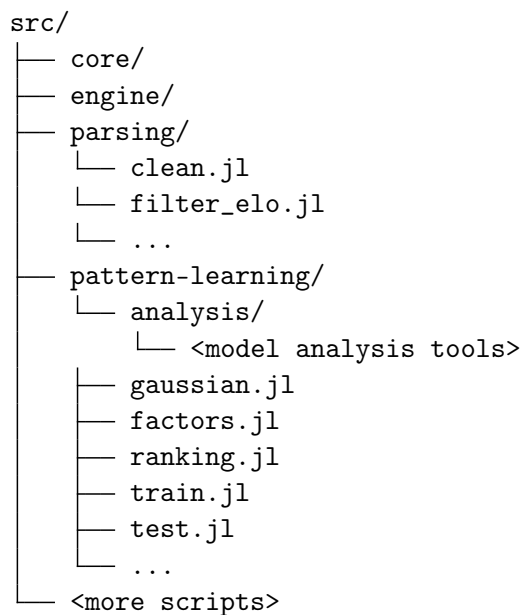 src/
core/
engine/
parsing/
clean.jl
filter_elo.jl
...
pattern-learning/
analysis/
<model analysis tools>
gaussian.jl
factors.jl
ranking.jl
train.jl
test.jl
...
<more scripts>